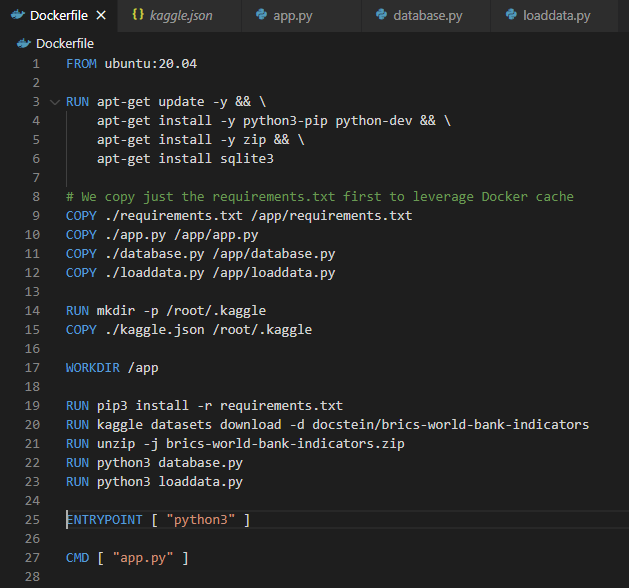 Dockerfile X {} kaggle.json app.py database.py loaddata.py
Dockerfile
1 FROM ubuntu:20.04
2
3 RUN apt-get update -y && \
4 apt-get install -y python3-pip python-dev && \
5 apt-get install -y zip && \
6 apt-get install sqlite3
7
8 # We copy just the requirements.txt first to leverage Docker cache
9 COPY ./requirements.txt /app/requirements.txt
10 COPY ./app.py /app/app.py
11 COPY ./database.py /app/database.py
12 COPY ./loaddata.py /app/loaddata.py
13
14 RUN mkdir -p /root/.kaggle
15 COPY ./kaggle.json /root/.kaggle
16
17 WORKDIR /app
18
19 RUN pip3 install -r requirements.txt
20 RUN kaggle datasets download -d docstein/brics-world-bank-indicators
21 RUN unzip -j brics-world-bank-indicators.zip
22 RUN python3 database.py
23 RUN python3 loaddata.py
24
25 ENTRYPOINT [ "python3" ]
26
27 CMD [ "app.py" ]
28